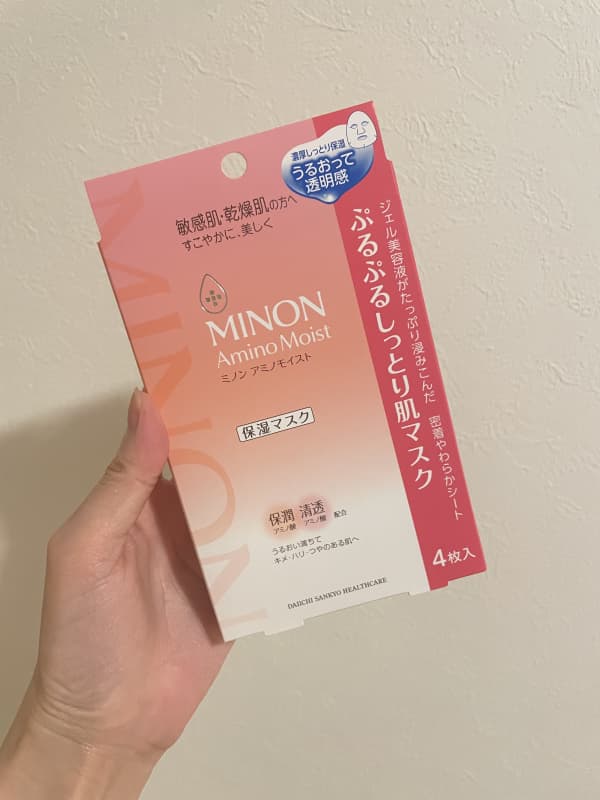 濃厚しっとり保湿
うるおって
透明感
敏感肌・乾燥肌の方へ
すこやかに、美しく
MINON
Amino Moist
ミノン アミノモイスト
保湿マスク
保潤 清透
アミノ酸 アミノ酸 配合
うるおい満ちて
キメ・ハリ・つやのある肌へ
DAIICHI SANKYO HEALTHCARE
ジェル美容液がたっぷり浸みこんだ 密着やわらかシート
ぷるぷるしっとり肌マスク
4枚入
MINON